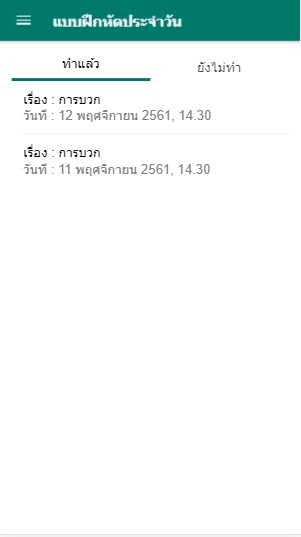 แบบฝึกหัดประจำวัน
ทำแล้ว
ยังไม่ทำ
เรื่อง : การบวก
วันที่ : 12 พฤศจิกายน 2561, 14.30
เรื่อง : การบวก
วันที่ : 11 พฤศจิกายน 2561, 14.30